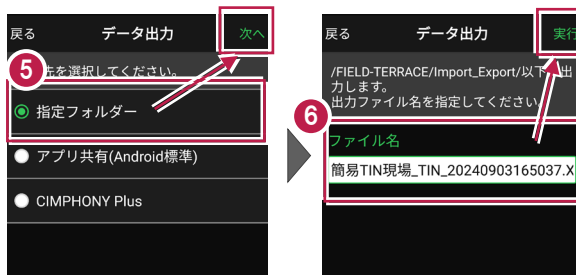 戻る データ出力 次へ
5
先を選択してください。
指定フォルダー
アプリ共有(Android標準)
CIMPHONY Plus
戻る データ出力 実行
/FIELD-TERRACE/Import_Export/以下 出
力します。
出力ファイル名を指定してください
6
ファイル名
簡易TIN現場_TIN_20240903165037.X